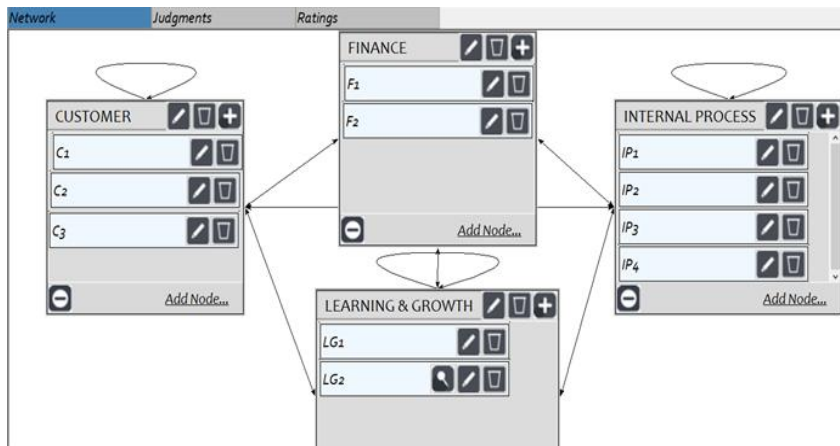 Network
Judgments
Ratings
FINANCE
F1
F2
Add Node...
CUSTOMER
C1
C2
C3
Add Node...
INTERNAL PROCESS
IP1
IP2
IP3
IP4
Add Node...
LEARNING & GROWTH
LG1
LG2